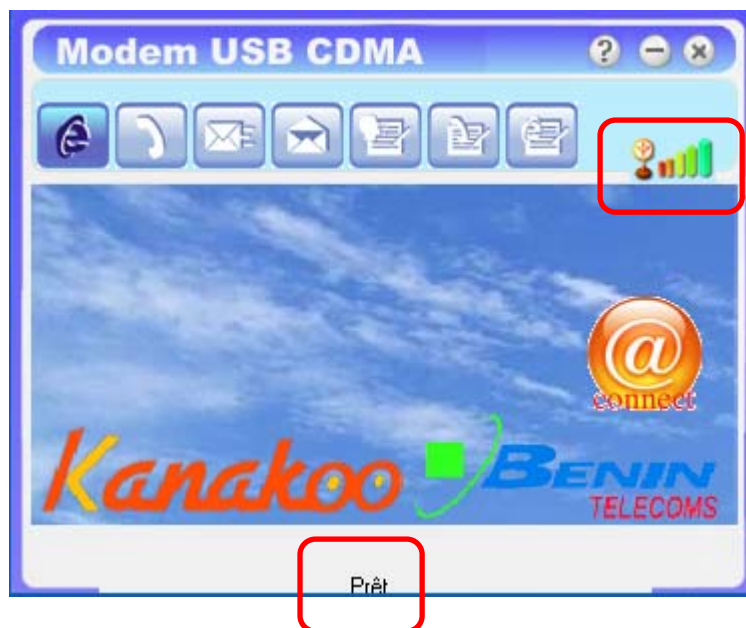 Modem USB CDMA
@
connect
Kanakoo BENIN
TELECOMS
Prêt